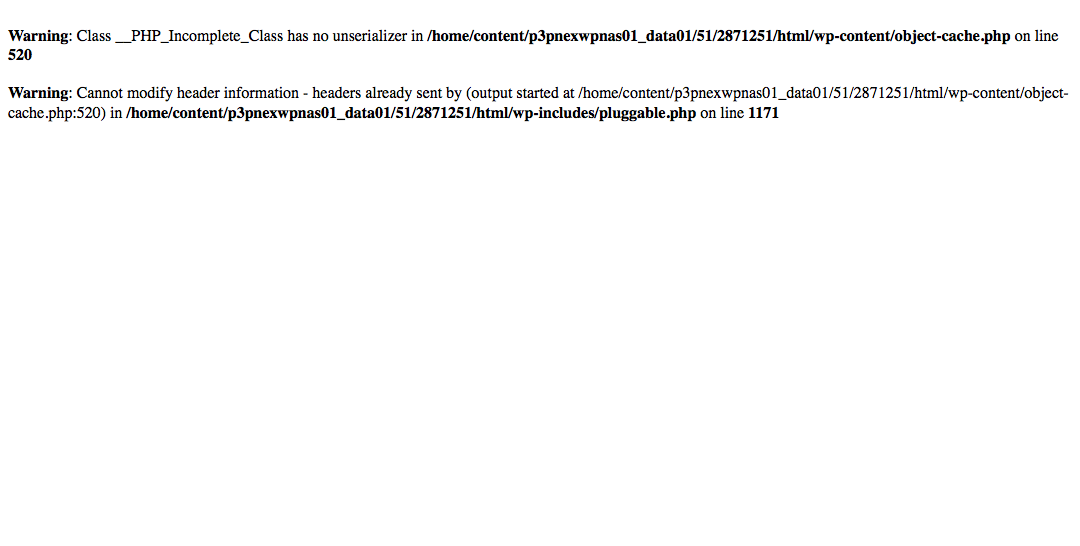 Warning: Class __PHP_Incomplete_Class has no unserializer in /home/content/p3pnexwpnas01_data01/51/2871251/html/wp-content/object-cache.php on line
520
Warning: Cannot modify header information - headers already sent by (output started at /home/content/p3pnexwpnas01_data01/51/2871251/html/wp-content/object-
cache.php:520) in /home/content/p3pnexwpnas01_data01/51/2871251/html/wp-includes/pluggable.php on line 1171